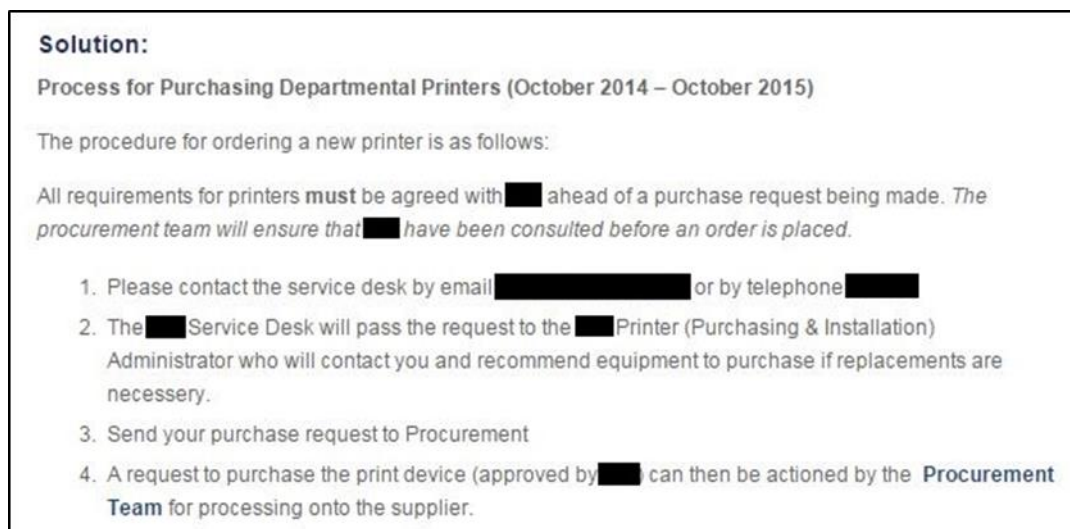 Solution:
Process for Purchasing Departmental Printers (October 2014 – October 2015)
The procedure for ordering a new printer is as follows:
All requirements for printers must be agreed with ahead of a purchase request being made. The
procurement team will ensure that have been consulted before an order is placed.
1. Please contact the service desk by email or by telephone
2. The Service Desk will pass the request to the Printer (Purchasing & Installation)
Administrator who will contact you and recommend equipment to purchase if replacements are
necessery.
3. Send your purchase request to Procurement
4. A request to purchase the print device (approved by ) can then be actioned by the Procurement
Team for processing onto the supplier.